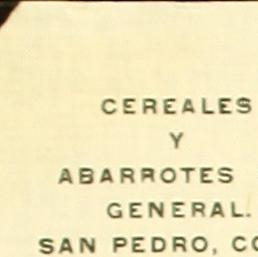 CEREALES
Y
ABARROTES
GENERAL.
SAN PEDRO,